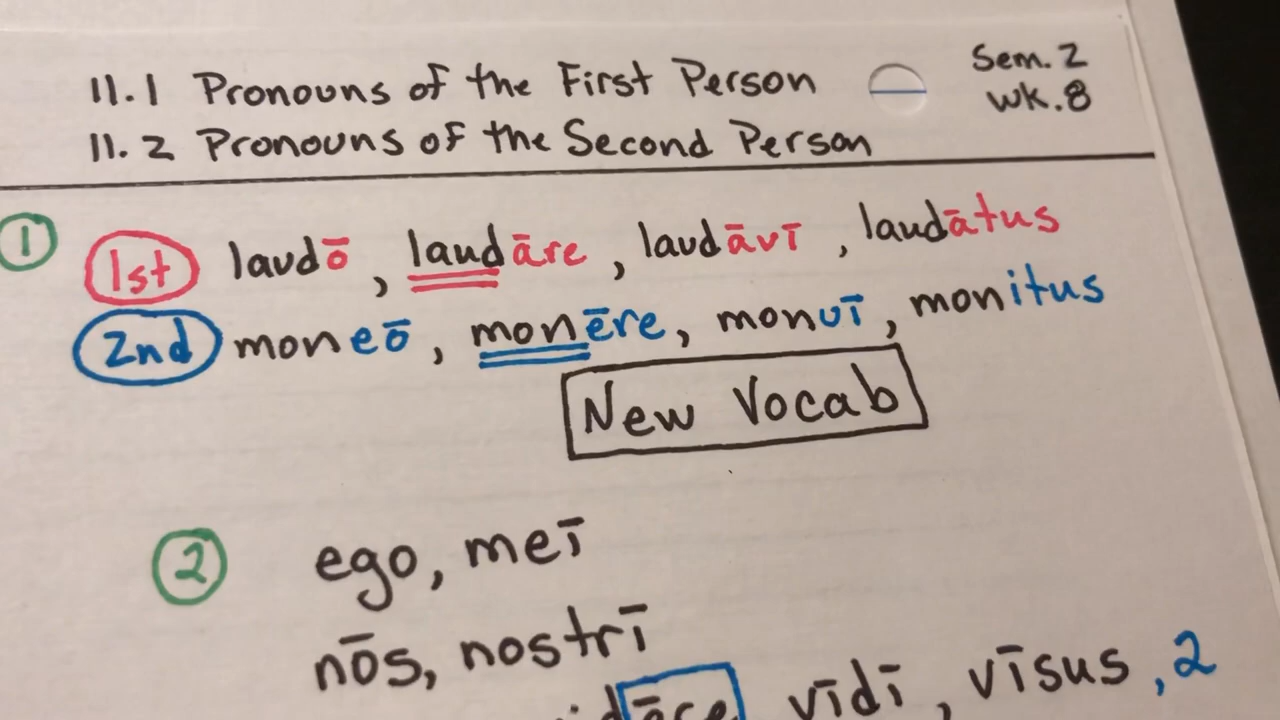 11.1 Pronouns of the First Person
Sem. 2
wk. 8
11.2 Pronouns of the Second Person
1 1st laudō, laudāre, laudāvī, laudātus
2nd moneō, monēre, monuī, monitus
New Vocab
2 ego, meī
nōs, nostrī
vīdī, vīsus, 2